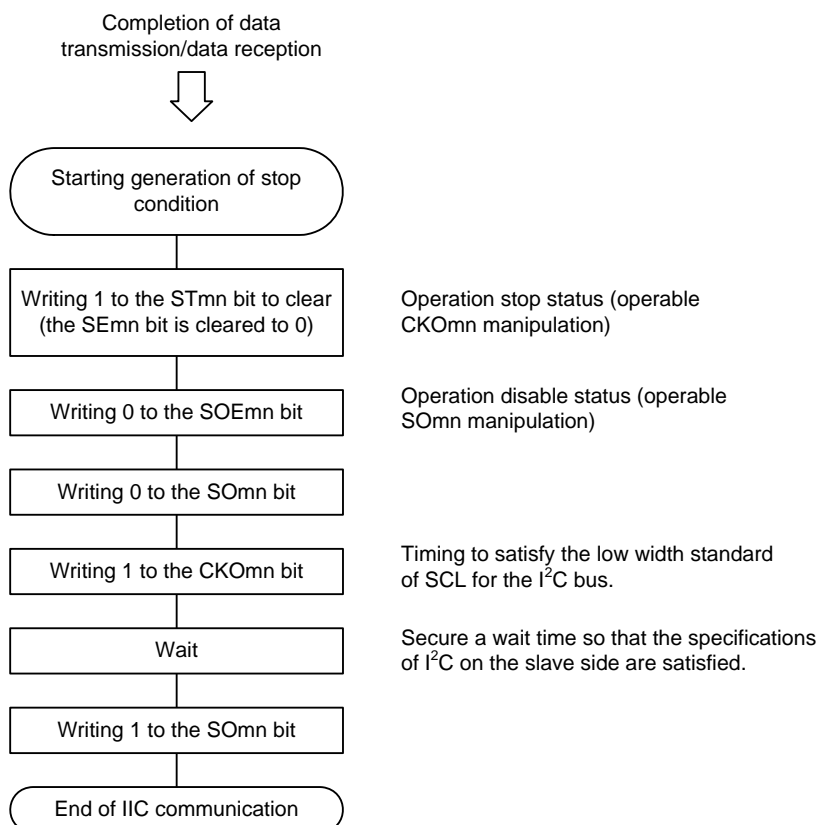 Completion of data
transmission/data reception
Starting generation of stop
condition
Writing 1 to the STmn bit to clear
(the SEmn bit is cleared to 0)
Operation stop status (operable
CKOmn manipulation)
Writing 0 to the SOEmn bit
Operation disable status (operable
SOmn manipulation)
Writing 0 to the SOmn bit
Writing 1 to the CKOmn bit
Timing to satisfy the low width standard
of SCL for the I²C bus.
Wait
Secure a wait time so that the specifications
of I²C on the slave side are satisfied.
Writing 1 to the SOmn bit
End of IIC communication